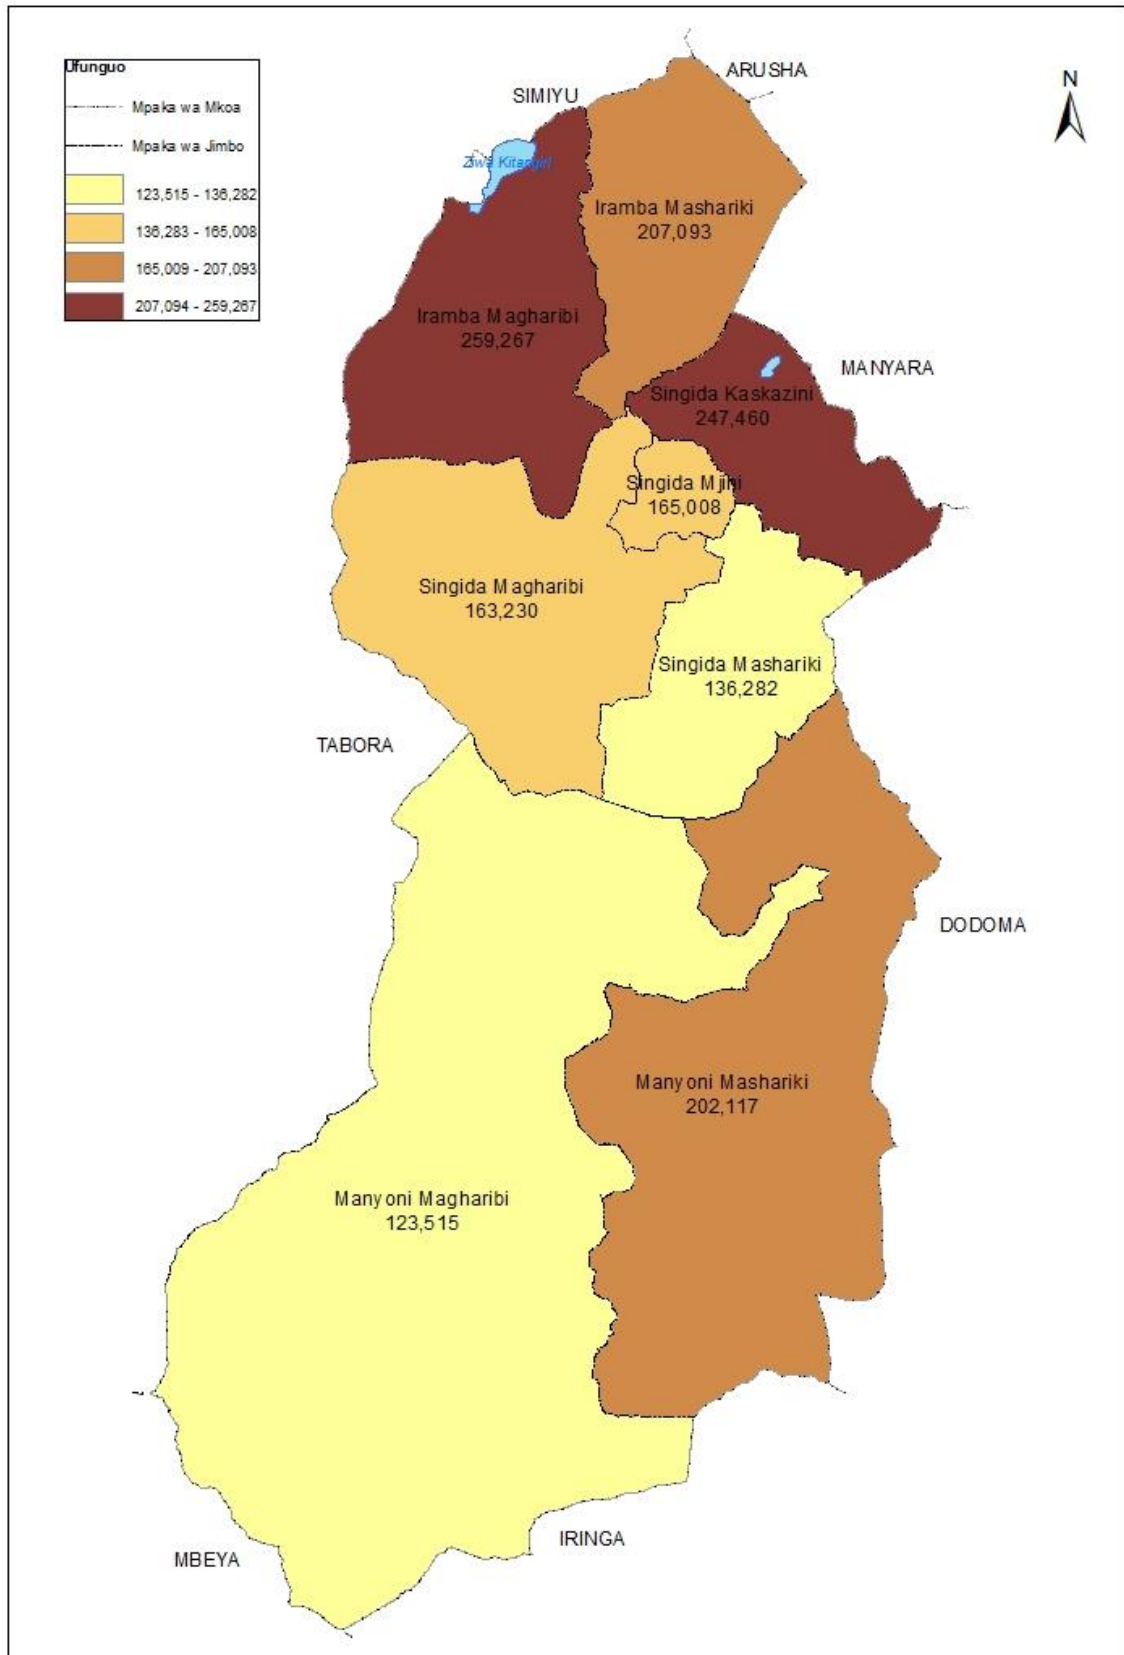 Ufunguo
Mpaka wa Mkoa
Mpaka wa Jimbo
123,515 - 136,282
136,283 - 165,008
165,009 - 207,093
207,094 - 259,267
N
ARUSHA
SIMIYU
Ziwa Kitangiri
Iramba Mashariki
207,093
Iramba Magharibi
259,267
MANYARA
Singida Kaskazini
247,460
Singida Mjini
165,008
Singida Magharibi
163,230
Singida Mashariki
136,282
TABORA
DODOMA
Manyoni Mashariki
202,117
Manyoni Magharibi
123,515
IRINGA
MBEYA